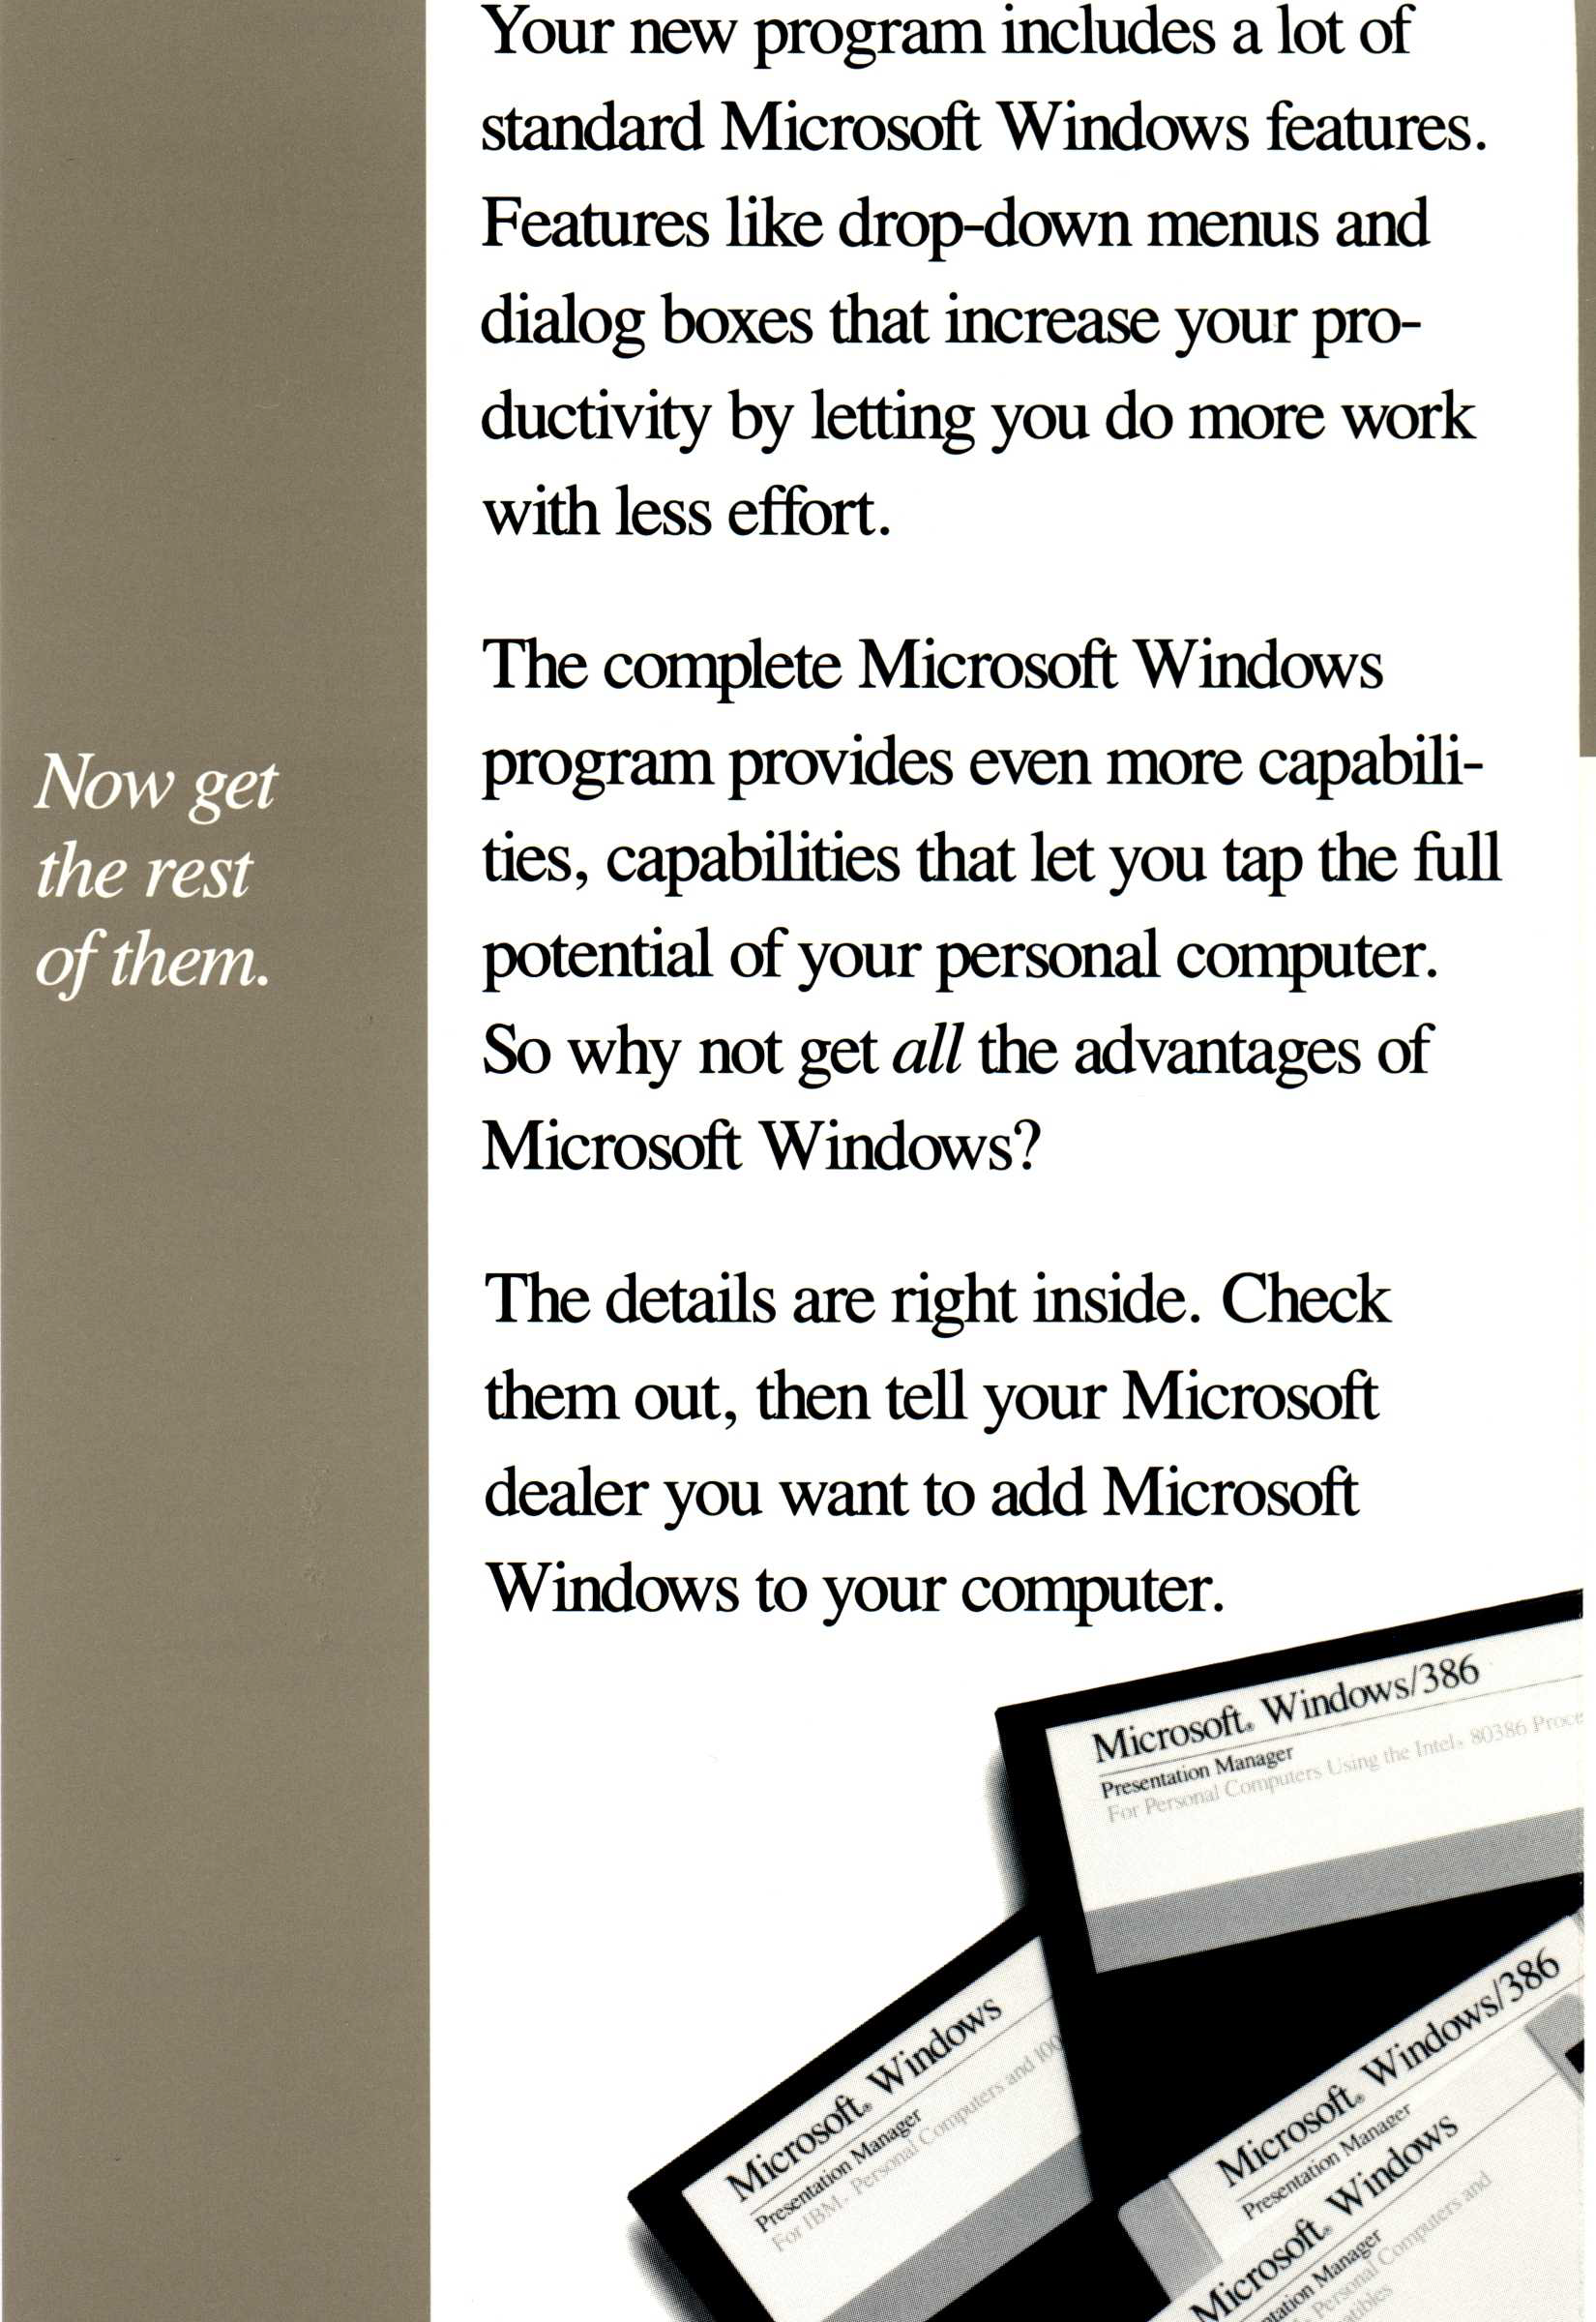 Your new program includes a lot of
standard Microsoft Windows features.
Features like drop-down menus and
dialog boxes that increase your pro-
ductivity by letting you do more work
with less effort.
Now get
the rest
of them.
The complete Microsoft Windows
program provides even more capabili-
ties, capabilities that let you tap the full
potential of your personal computer.
So why not get all the advantages of
Microsoft Windows?
The details are right inside. Check
them out, then tell your Microsoft
dealer you want to add Microsoft
Windows to your computer.
Microsoft® Windows/386
Presentation Manager
For Personal Computers Using the Intel® 80386
Microsoft® Windows
Presentation Manager
For IBM® Personal Computers and 100
Microsoft® Windows/386
Presentation Manager
Microsoft® Windows
Manager
Personal Computers and